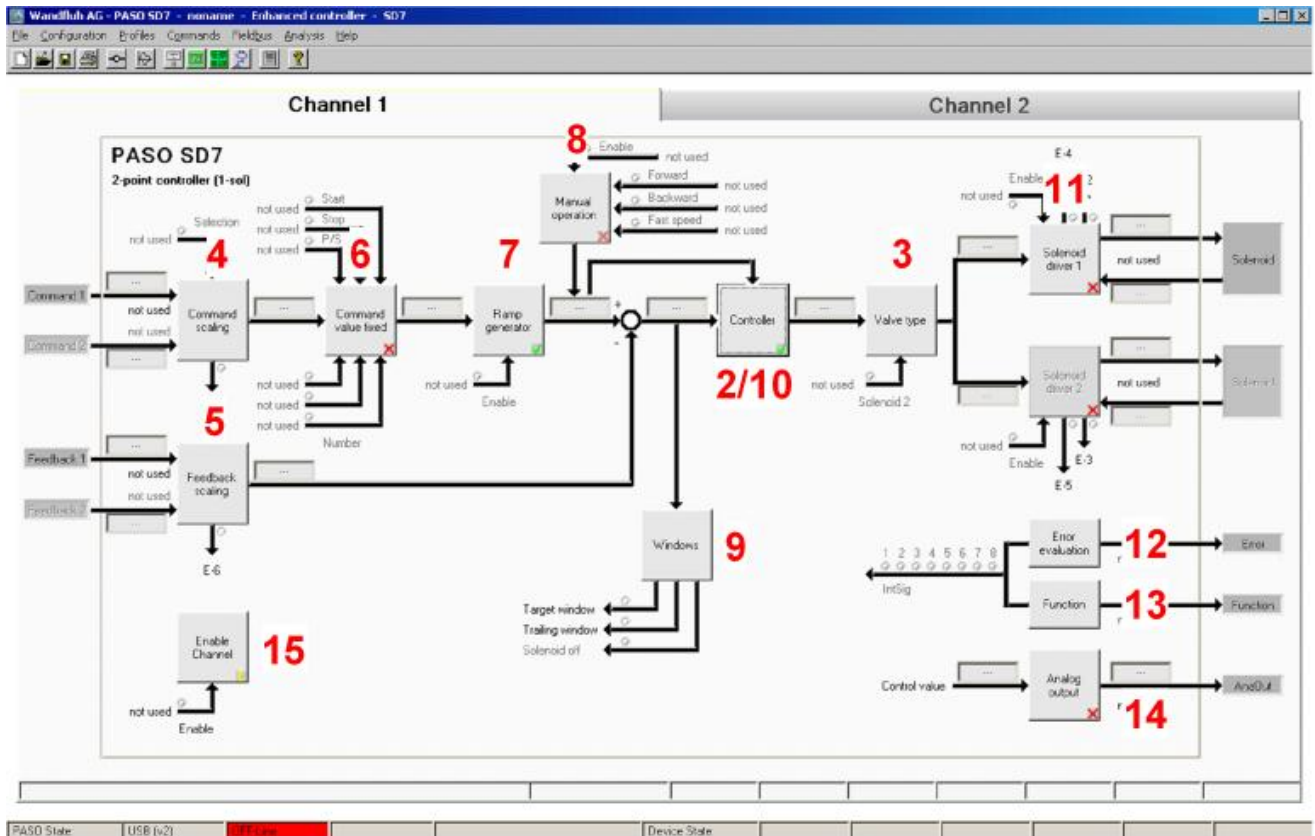 Wandfluh AG - PASO SD7 - noname - Enhanced controller - SD7
File Configuration Profiles Commands Fieldbus Analysis Help
Channel 1
Channel 2
PASO SD7
2-point controller (1-sol)
Selection
not used
4
Command 1
not used
Command 2
not used
...
...
Command scaling
...
5
Feedback 1
not used
Feedback 2
not used
...
...
Feedback scaling
...
E-6
Start
not used
Stop
not used
P/S
not used
6
Command value fixed
...
not used
not used
not used
Number
7
Ramp generator
...
not used
Enable
8
Enable
not used
Manual operation
Forward
not used
Backward
not used
Fast speed
not used
+
-
...
Controller
...
2/10
3
Valve type
not used
Solenoid 2
E-4
Enable
2
11
not used
...
Solenoid driver 1
...
not used
...
Solenoid
...
Solenoid driver 2
...
not used
...
not used
Enable
E-3
E-5
Windows
9
Target window
Trailing window
Solenoid off
1 2 3 4 5 6 7 8
IntSig
Error evaluation
12
Error
Function
13
Function
Control value
...
Analog output
...
14
AnaOut
Enable Channel
15
not used
Enable
PASO State
USB (v2)
OFF-Line
Device State